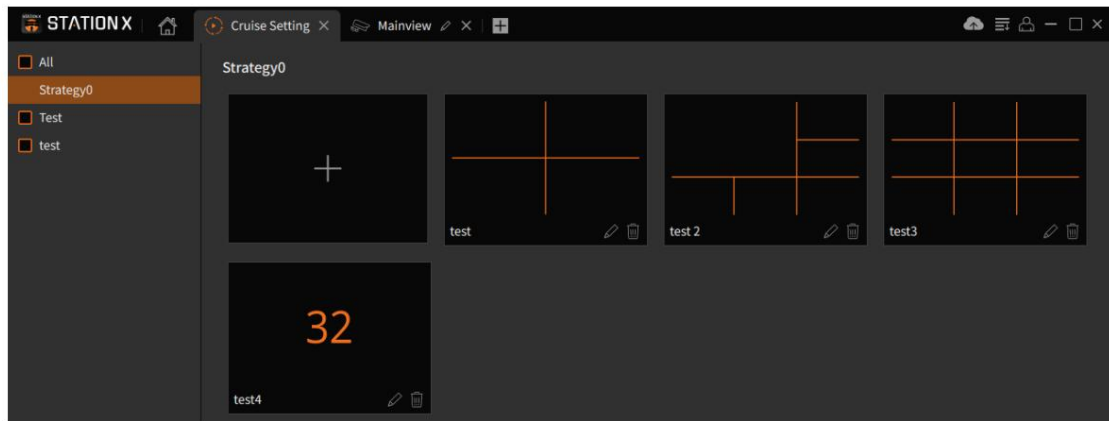 STATION X
Cruise Setting
Mainview
All
Strategy0
Test
test
Strategy0
test
test 2
test3
32
test4